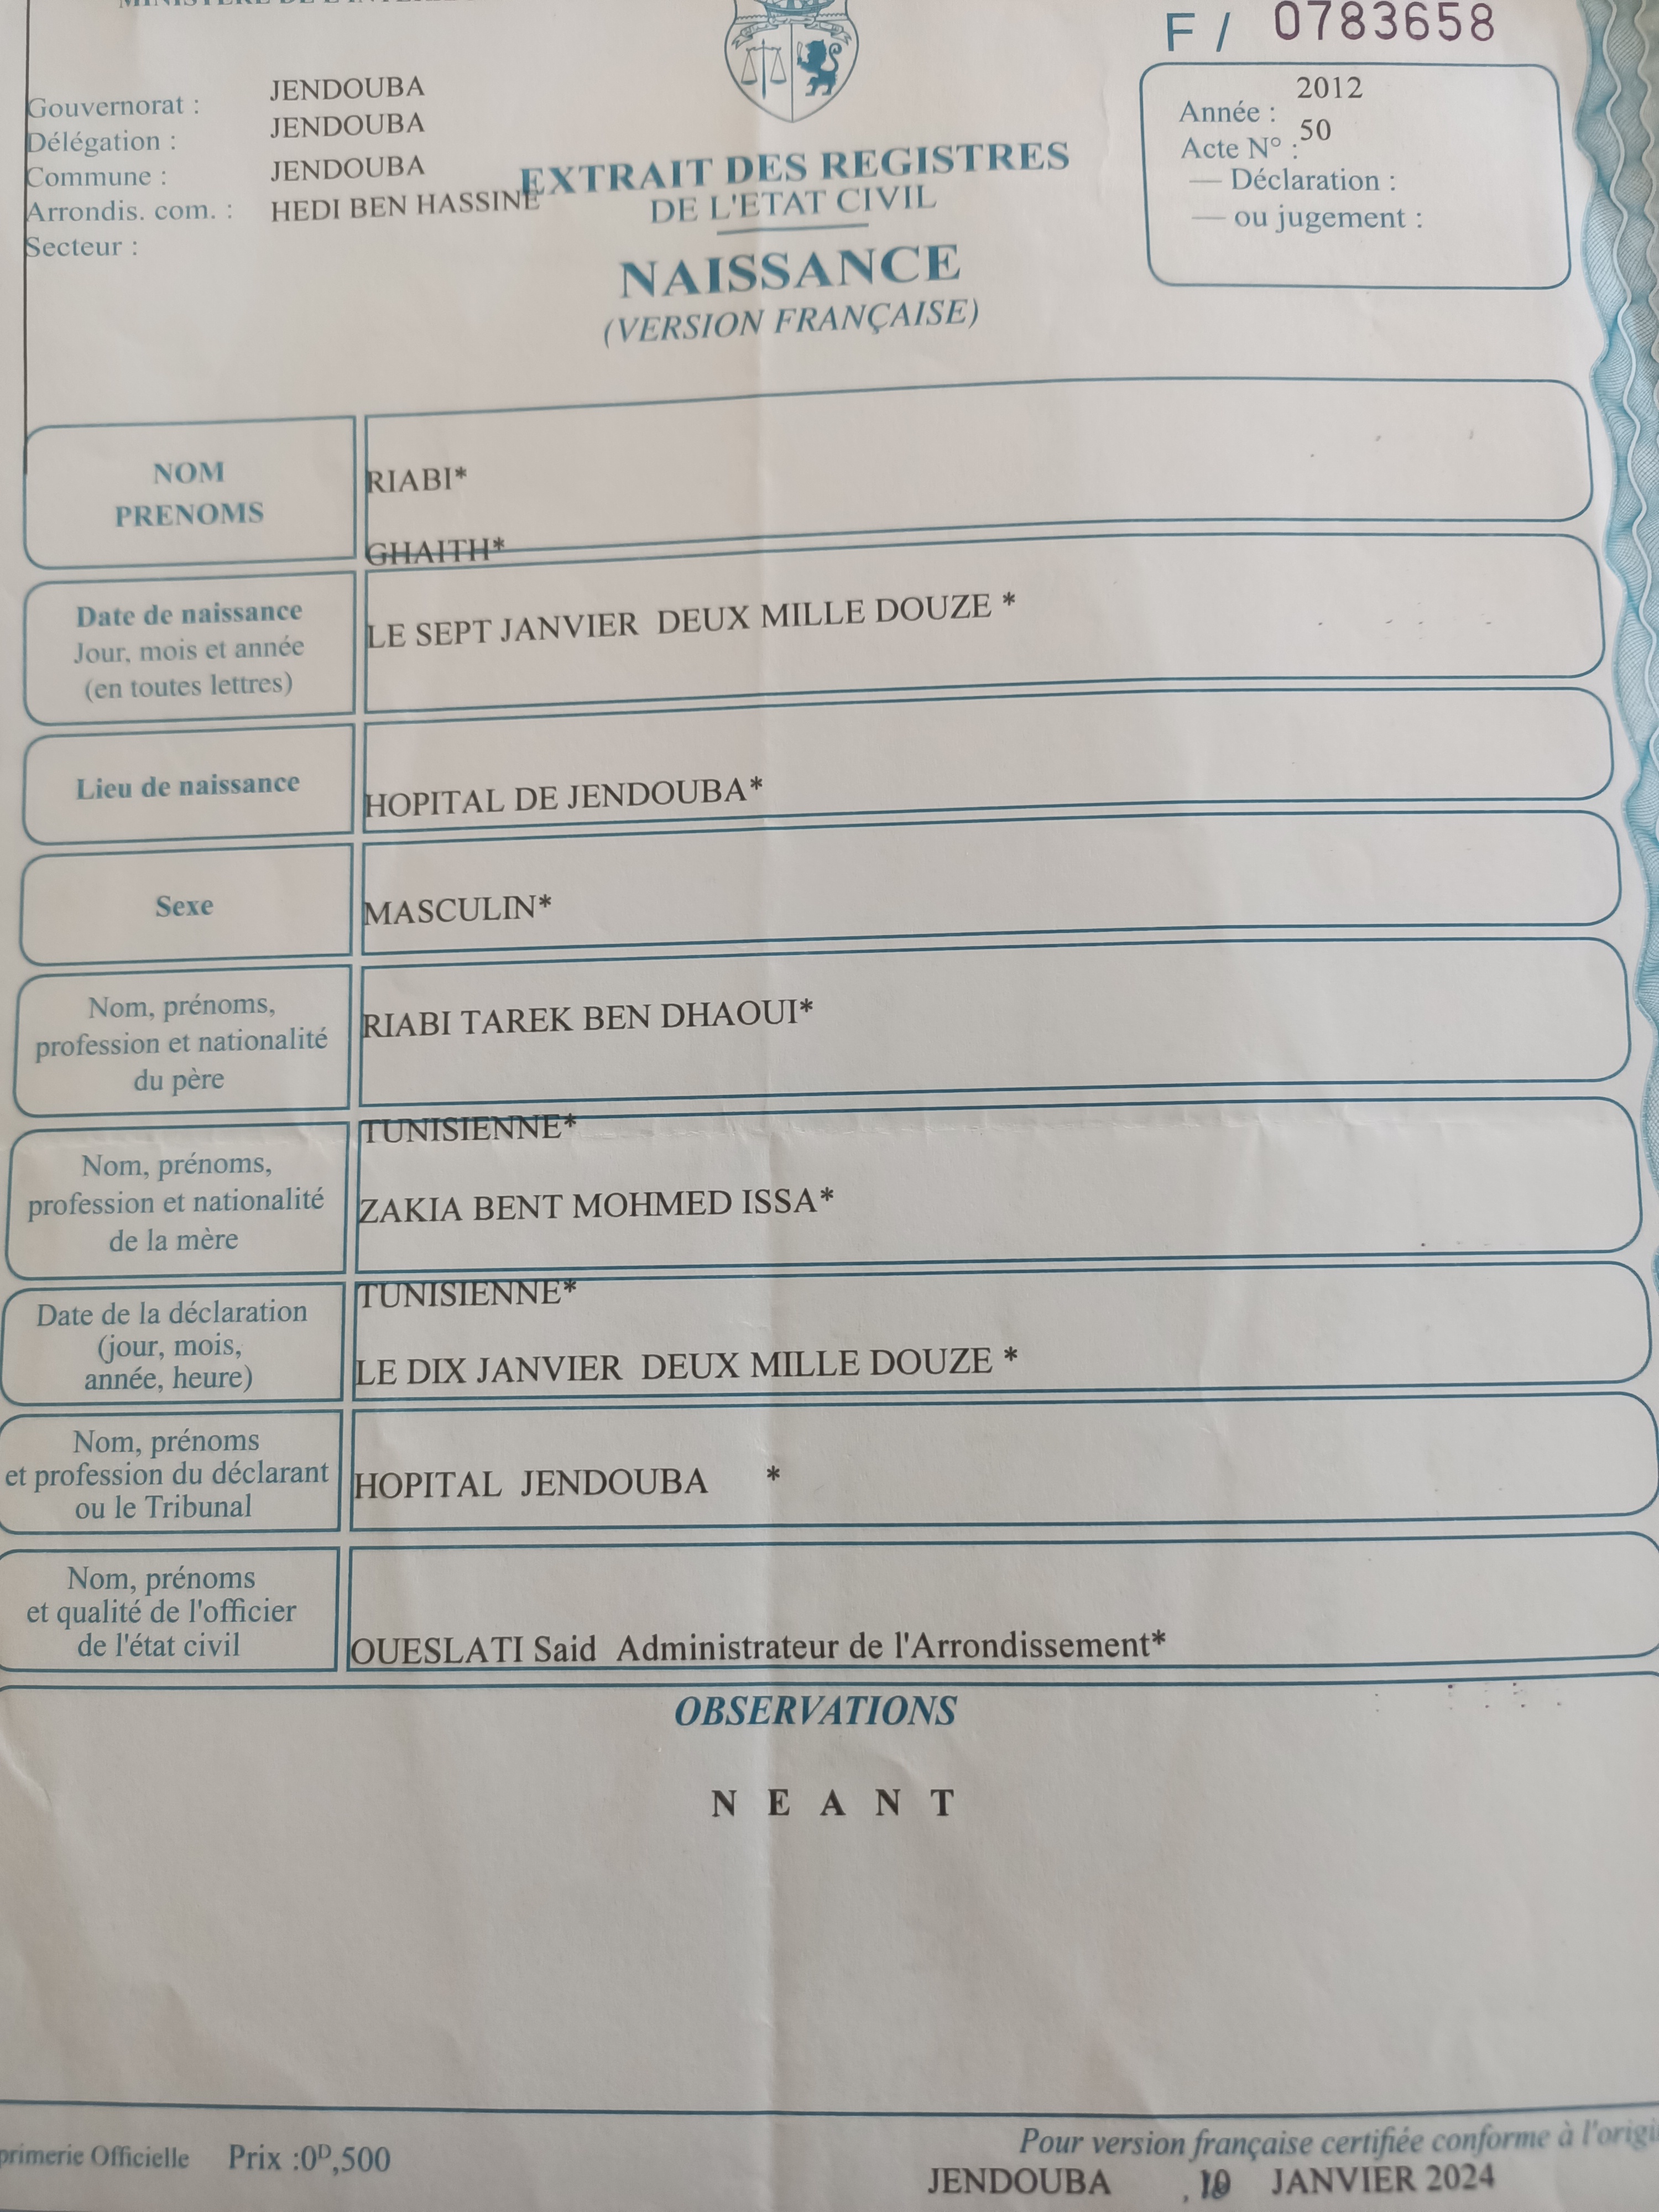 MINISTERE DE L'INTERIEUR
F / 0783658
Gouvernorat : JENDOUBA
Délégation : JENDOUBA
Commune : JENDOUBA
Arrondis. com. : HEDI BEN HASSINE
Secteur :
EXTRAIT DES REGISTRES
DE L'ETAT CIVIL
NAISSANCE
(VERSION FRANÇAISE)
Année : 2012
Acte N° : 50
— Déclaration :
— ou jugement :
NOM
PRENOMS
RIABI*
GHAITH*
Date de naissance
Jour, mois et année
(en toutes lettres)
LE SEPT JANVIER DEUX MILLE DOUZE *
Lieu de naissance
HOPITAL DE JENDOUBA*
Sexe
MASCULIN*
Nom, prénoms,
profession et nationalité
du père
RIABI TAREK BEN DHAOUI*
TUNISIENNE*
Nom, prénoms,
profession et nationalité
de la mère
ZAKIA BENT MOHMED ISSA*
TUNISIENNE*
Date de la déclaration
(jour, mois,
année, heure)
LE DIX JANVIER DEUX MILLE DOUZE *
Nom, prénoms
et profession du déclarant
ou le Tribunal
HOPITAL JENDOUBA *
Nom, prénoms
et qualité de l'officier
de l'état civil
OUESLATI Said Administrateur de l'Arrondissement*
OBSERVATIONS
N E A N T
primerie Officielle Prix :0D,500
Pour version française certifiée conforme à l'origi
JENDOUBA , JANVIER 2024